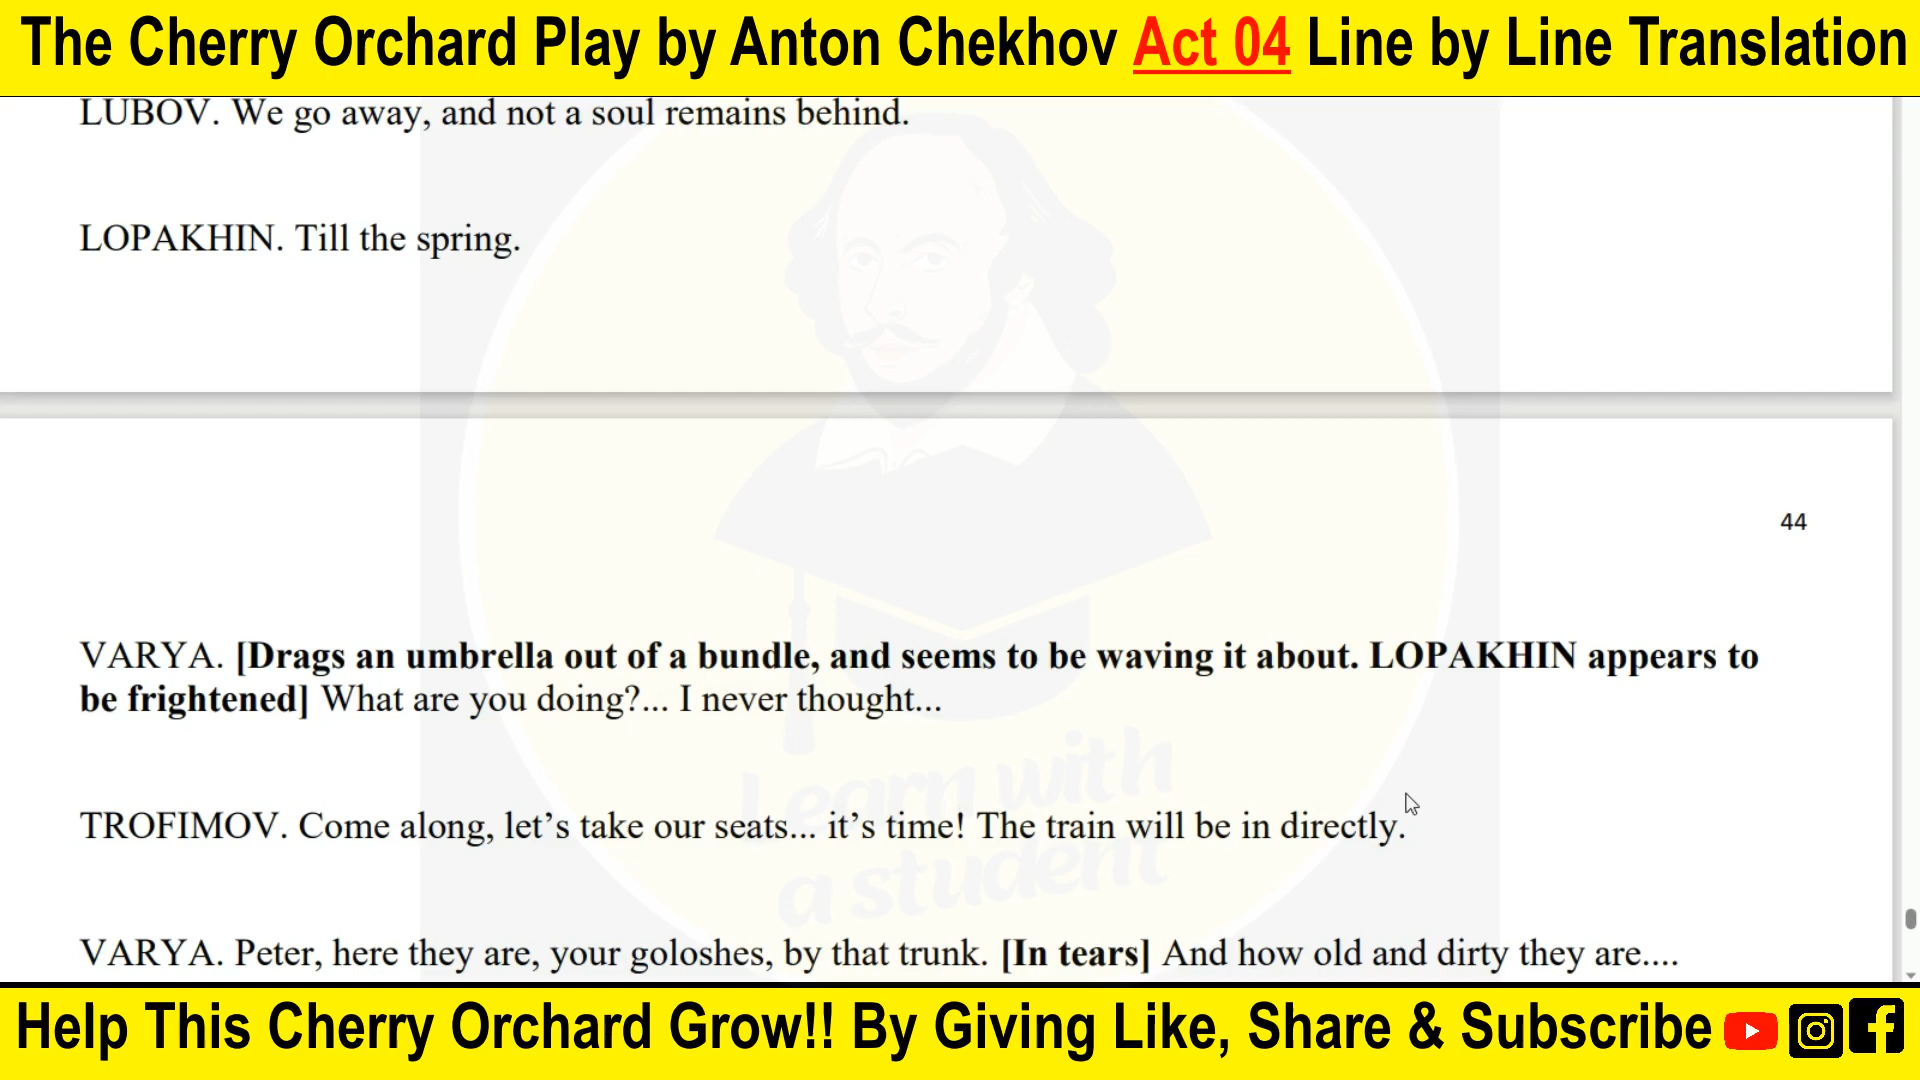 The Cherry Orchard Play by Anton Chekhov Act 04 Line by Line Translation
LUBOV. We go away, and not a soul remains behind.
LOPAKHIN. Till the spring.
44
VARYA. [Drags an umbrella out of a bundle, and seems to be waving it about. LOPAKHIN appears to
be frightened] What are you doing?... I never thought...
TROFIMOV. Come along, let’s take our seats... it’s time! The train will be in directly.
VARYA. Peter, here they are, your goloshes, by that trunk. [In tears] And how old and dirty they are....
Learn with
a student
Help This Cherry Orchard Grow!! By Giving Like, Share & Subscribe